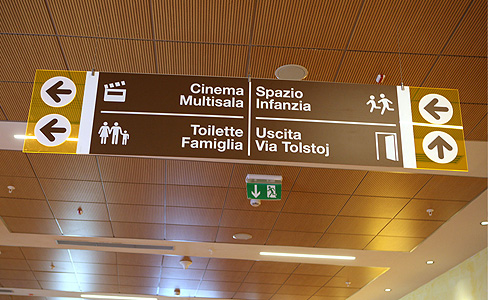 Cinema
Multisala
Spazio
Infanzia
Toilette
Famiglia
Uscita
Via Tolstoj